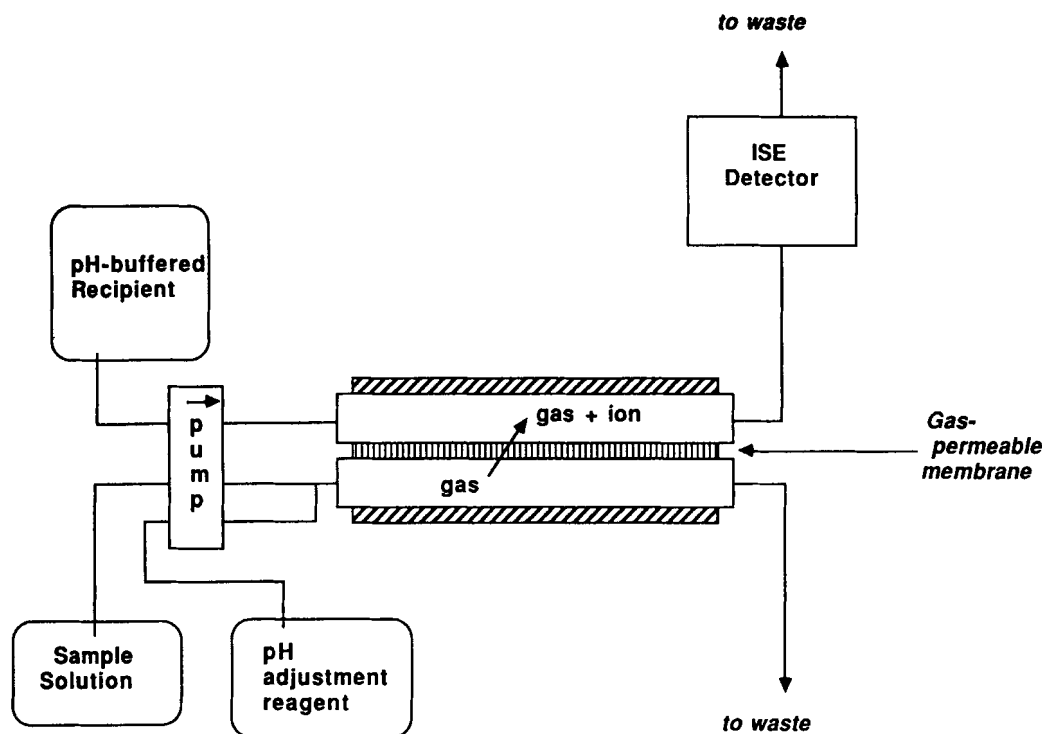 to waste
ISE
Detector
pH-buffered
Recipient
pump
gas + ion
gas
Gas-
permeable
membrane
Sample
Solution
pH
adjustment
reagent
to waste